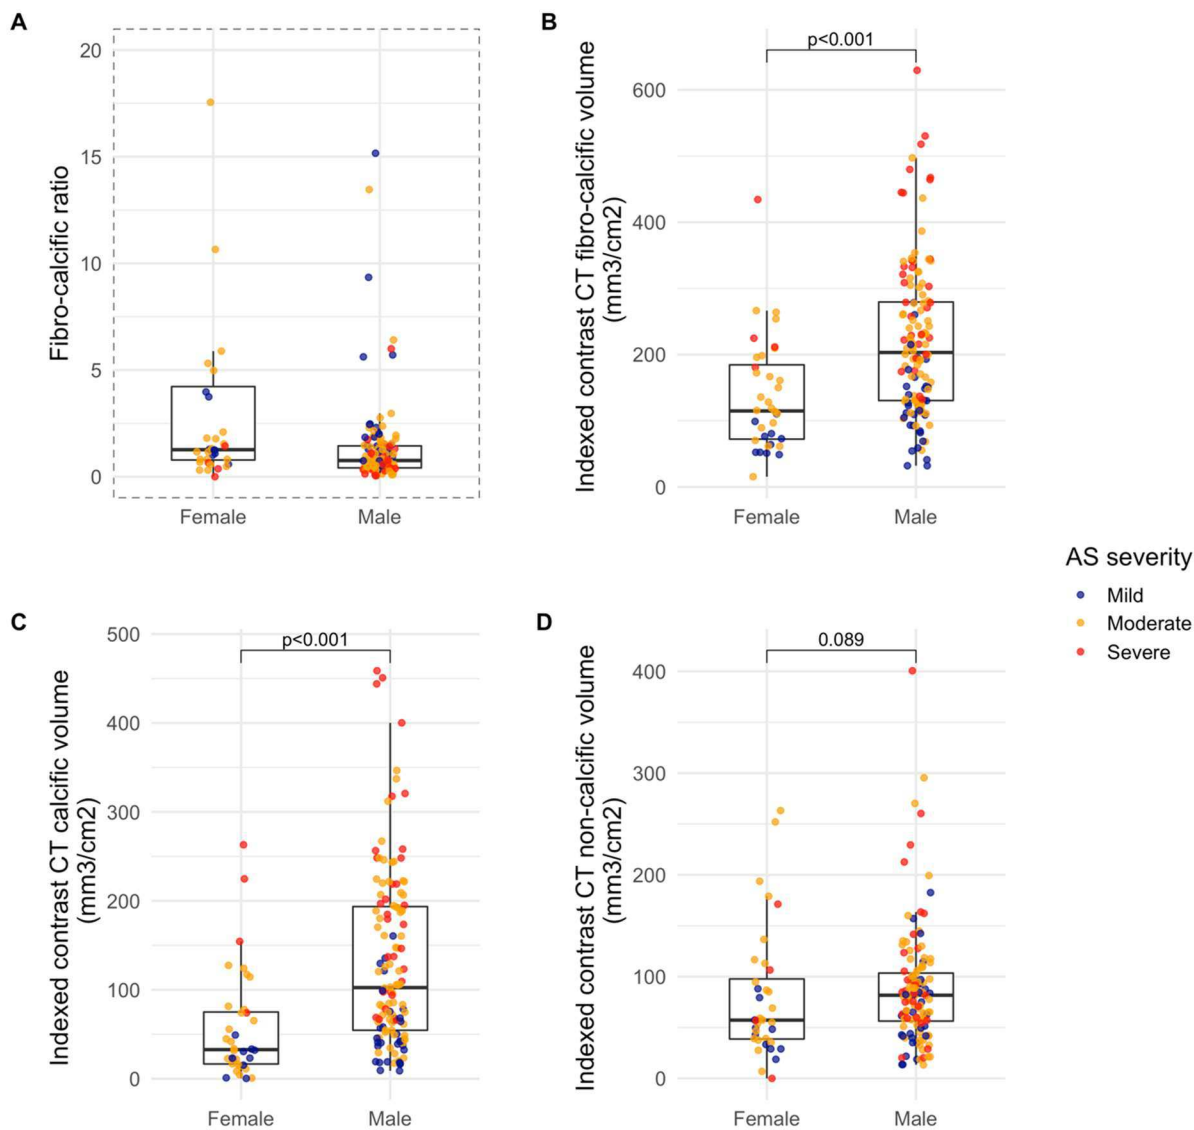 A
Fibro-calcific ratio
20
15
10
5
0
Female
Male
B
Indexed contrast CT fibro-calcific volume
(mm3/cm2)
p<0.001
600
400
200
0
Female
Male
AS severity
Mild
Moderate
Severe
C
Indexed contrast CT calcific volume
(mm3/cm2)
p<0.001
500
400
300
200
100
0
Female
Male
D
Indexed contrast CT non-calcific volume
(mm3/cm2)
0.089
400
300
200
100
0
Female
Male